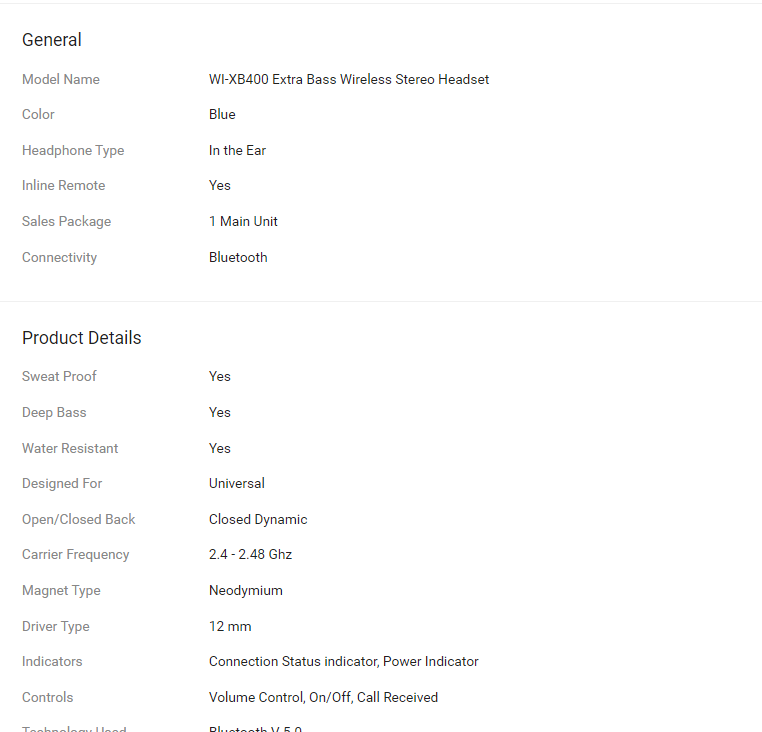 General
Model Name WI-XB400 Extra Bass Wireless Stereo Headset
Color Blue
Headphone Type In the Ear
Inline Remote Yes
Sales Package 1 Main Unit
Connectivity Bluetooth
Product Details
Sweat Proof Yes
Deep Bass Yes
Water Resistant Yes
Designed For Universal
Open/Closed Back Closed Dynamic
Carrier Frequency 2.4 - 2.48 Ghz
Magnet Type Neodymium
Driver Type 12 mm
Indicators Connection Status indicator, Power Indicator
Controls Volume Control, On/Off, Call Received
Technology Used Bluetooth V 5.0